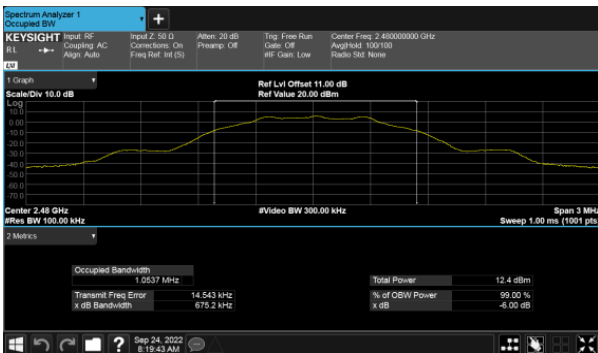 Spectrum Analyzer 1
Occupied BW
KEYSIGHT
RL
LXI
Input: RF
Coupling: AC
Align: Auto
Input Z: 50 Ω
Corrections: On
Freq Ref: Int (S)
Atten: 20 dB
Preamp: Off
Trig: Free Run
Gate: Off
#IF Gain: Low
Center Freq: 2.480000000 GHz
Avg|Hold: 100/100
Radio Std: None
1 Graph
Scale/Div 10.0 dB
Ref Lvl Offset 11.00 dB
Ref Value 20.00 dBm
Log
10.0
0.00
-10.0
-20.0
-30.0
-40.0
-50.0
-60.0
-70.0
Center 2.48 GHz
#Res BW 100.00 kHz
#Video BW 300.00 kHz
Span 3 MHz
Sweep 1.00 ms (1001 pts
2 Metrics
Occupied Bandwidth
1.0537 MHz
Transmit Freq Error 14.543 kHz
x dB Bandwidth 675.2 kHz
Total Power 12.4 dBm
% of OBW Power 99.00 %
x dB -6.00 dB
?
Sep 24, 2022
8:19:43 AM